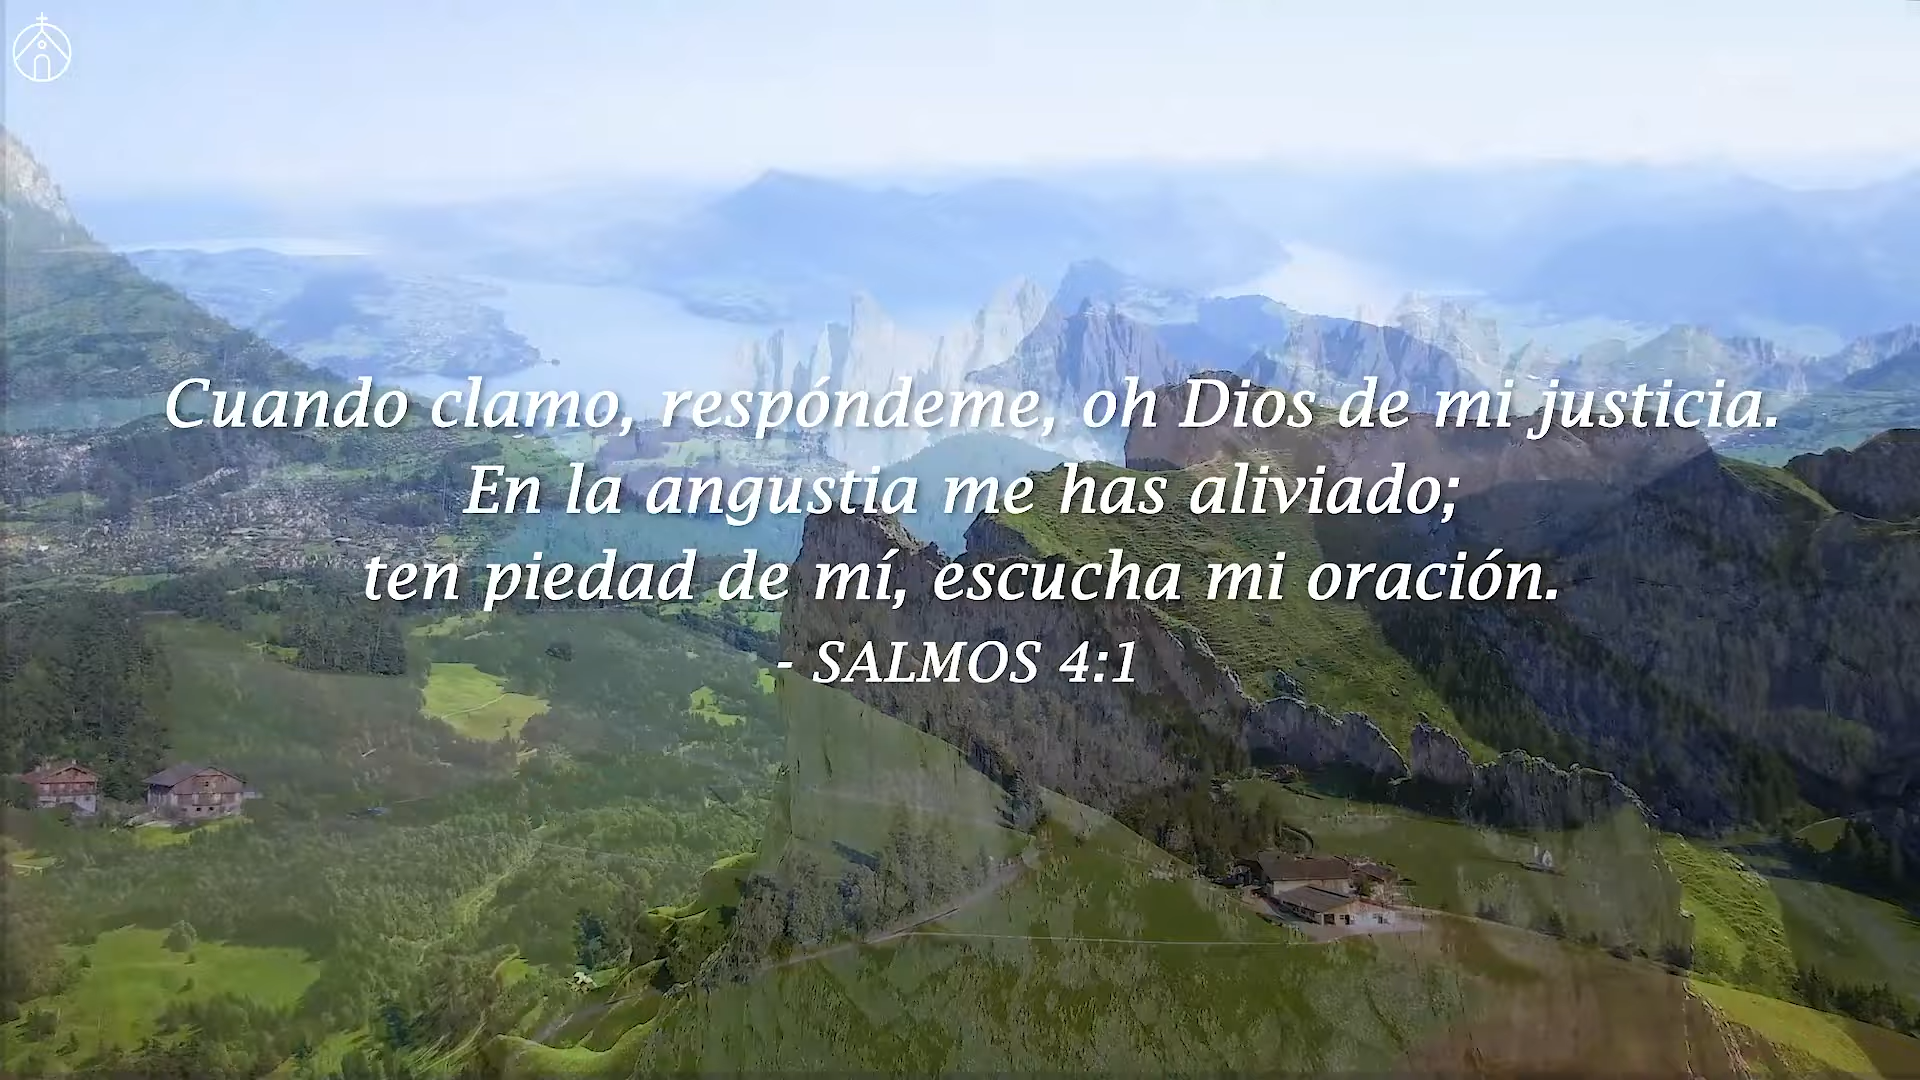 Cuando clamo, respóndeme, oh Dios de mi justicia.
En la angustia me has aliviado;
ten piedad de mí, escucha mi oración.
- SALMOS 4:1